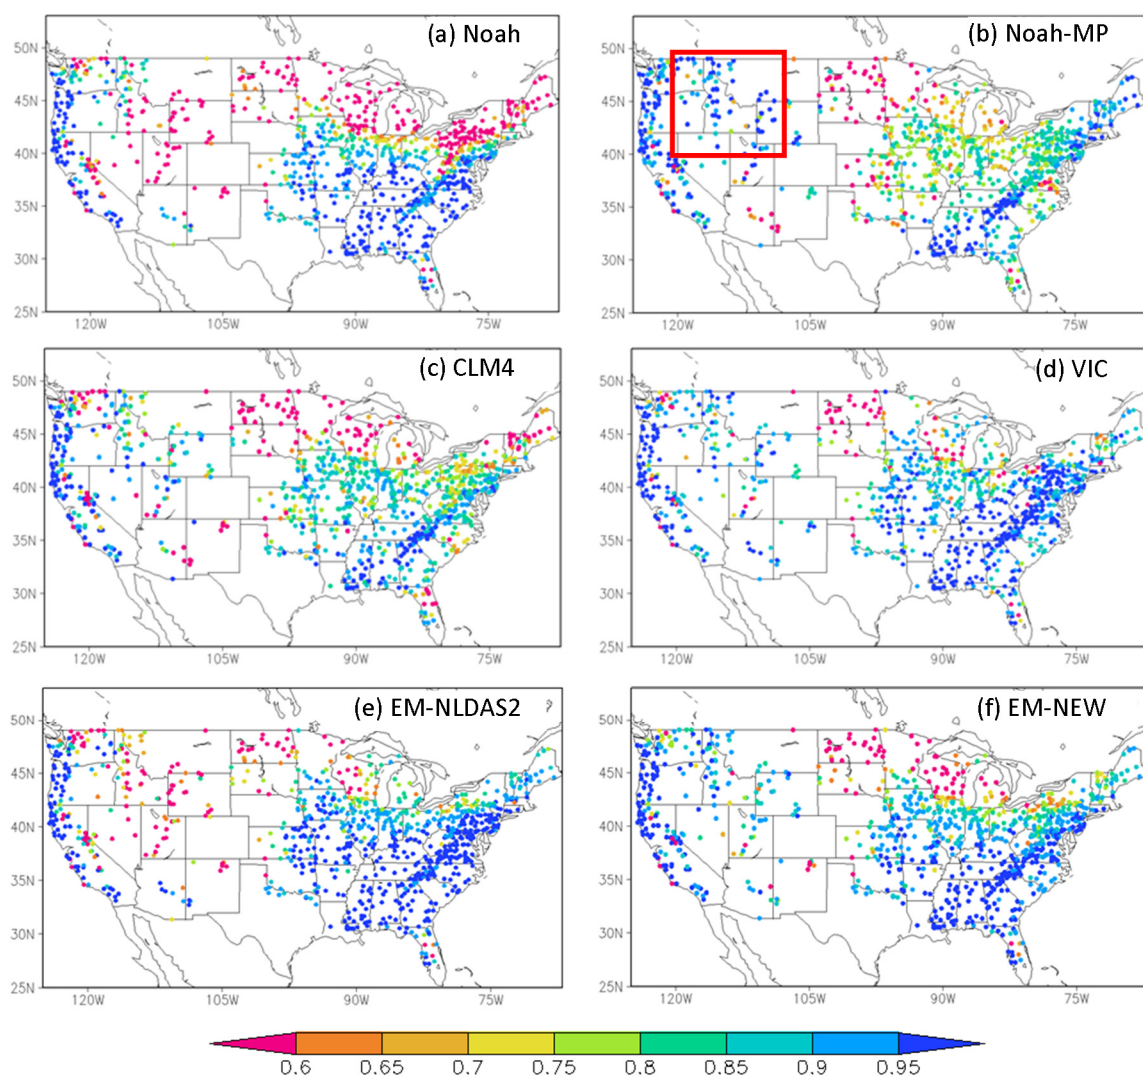 (a) Noah
(b) Noah-MP
50N
45N
40N
35N
30N
25N
120W 105W 90W 75W
50N
45N
40N
35N
30N
25N
120W 105W 90W 75W
(c) CLM4
(d) VIC
50N
45N
40N
35N
30N
25N
120W 105W 90W 75W
50N
45N
40N
35N
30N
25N
120W 105W 90W 75W
(e) EM-NLDAS2
(f) EM-NEW
50N
45N
40N
35N
30N
25N
120W 105W 90W 75W
50N
45N
40N
35N
30N
25N
120W 105W 90W 75W
0.6 0.65 0.7 0.75 0.8 0.85 0.9 0.95